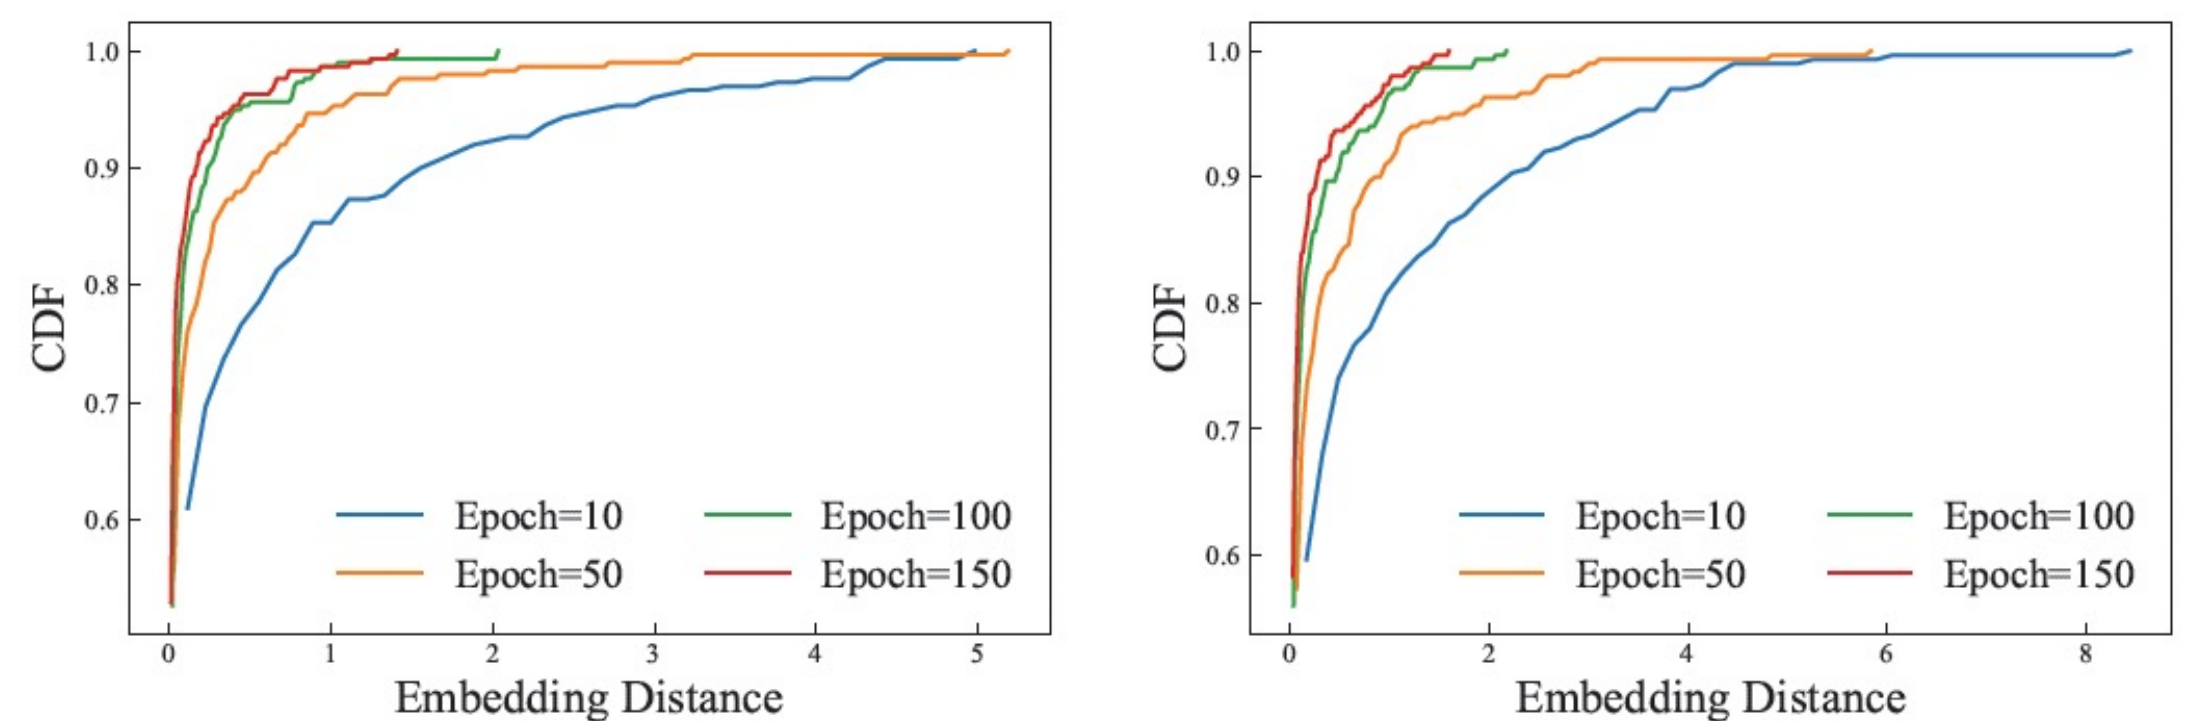 1.0
0.9
0.8
0.7
0.6
CDF
0 1 2 3 4 5
Embedding Distance
Epoch=10 Epoch=100
Epoch=50 Epoch=150
1.0
0.9
0.8
0.7
0.6
CDF
0 2 4 6 8
Embedding Distance
Epoch=10 Epoch=100
Epoch=50 Epoch=150